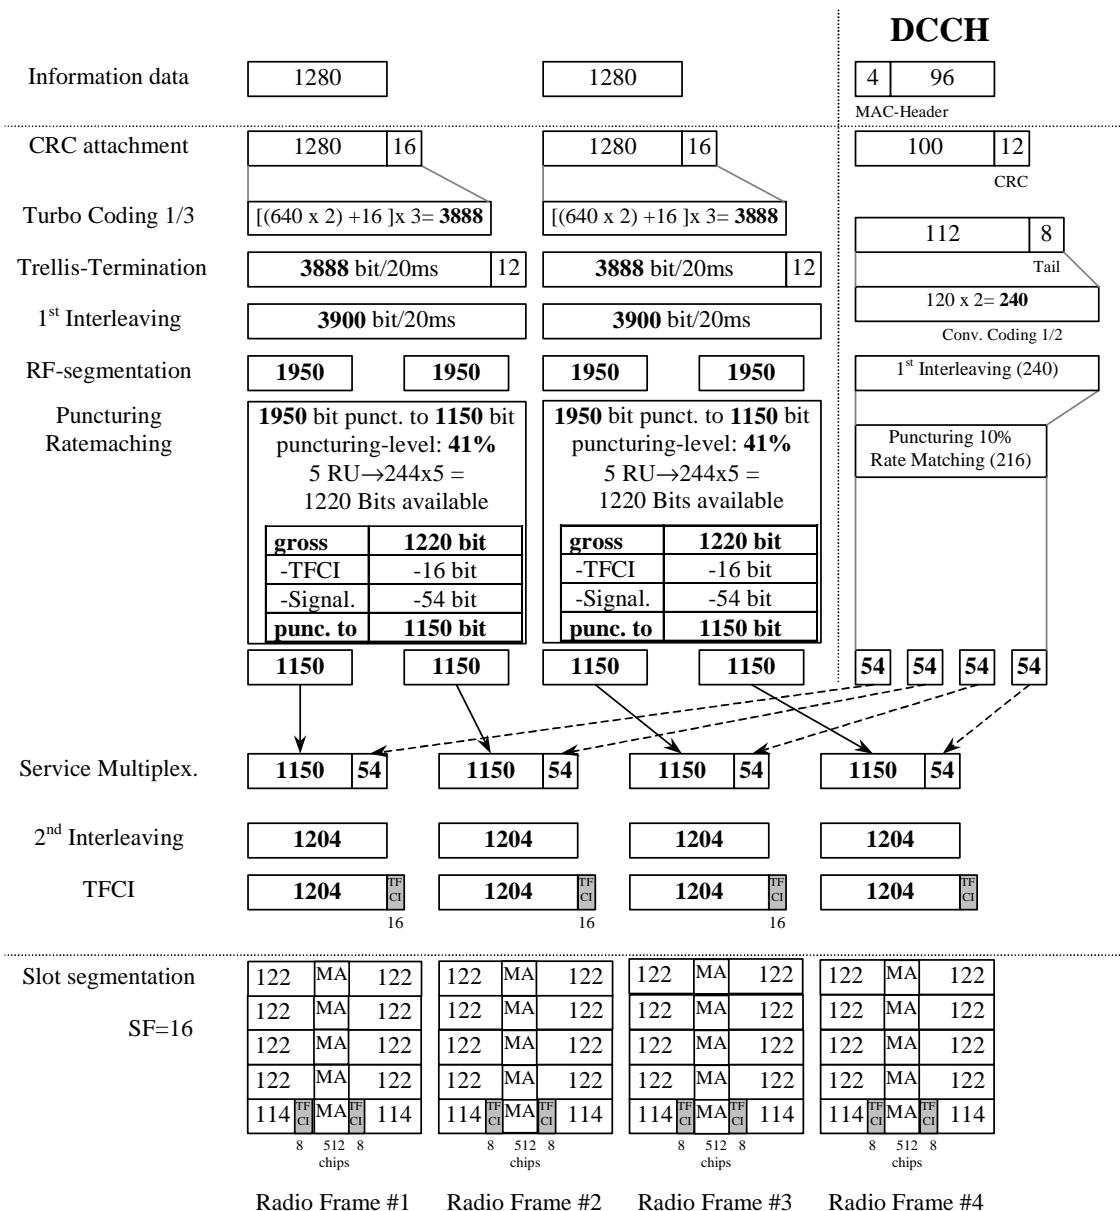 DCCH
Information data
1280
1280
4 96
MAC-Header
CRC attachment
1280 16
1280 16
100 12
CRC
Turbo Coding 1/3
[(640 x 2) +16 ]x 3= 3888
[(640 x 2) +16 ]x 3= 3888
112 8
Tail
Trellis-Termination
3888 bit/20ms 12
3888 bit/20ms 12
120 x 2= 240
Conv. Coding 1/2
1st Interleaving
3900 bit/20ms
3900 bit/20ms
RF-segmentation
1950 1950
1950 1950
1st Interleaving (240)
Puncturing
Ratemaching
1950 bit punct. to 1150 bit
puncturing-level: 41%
5 RU→244x5 =
1220 Bits available
gross 1220 bit
-TFCI -16 bit
-Signal. -54 bit
punc. to 1150 bit
1950 bit punct. to 1150 bit
puncturing-level: 41%
5 RU→244x5 =
1220 Bits available
gross 1220 bit
-TFCI -16 bit
-Signal. -54 bit
punc. to 1150 bit
Puncturing 10%
Rate Matching (216)
1150 1150 1150 1150 54 54 54 54
Service Multiplex.
1150 54 1150 54 1150 54 1150 54
2nd Interleaving
1204 1204 1204 1204
TFCI
1204 TF CI 1204 TF CI 1204 TF CI 1204 TF CI
16 16 16
Slot segmentation
SF=16
122 MA 122 122 MA 122 122 MA 122 122 MA 122
122 MA 122 122 MA 122 122 MA 122 122 MA 122
122 MA 122 122 MA 122 122 MA 122 122 MA 122
122 MA 122 122 MA 122 122 MA 122 122 MA 122
114 TF CI MA TF CI 114 114 TF CI MA TF CI 114 114 TF CI MA TF CI 114 114 TF CI MA TF CI 114
8 512 8 8 512 8 8 512 8 8 512 8
chips chips chips chips
Radio Frame #1 Radio Frame #2 Radio Frame #3 Radio Frame #4